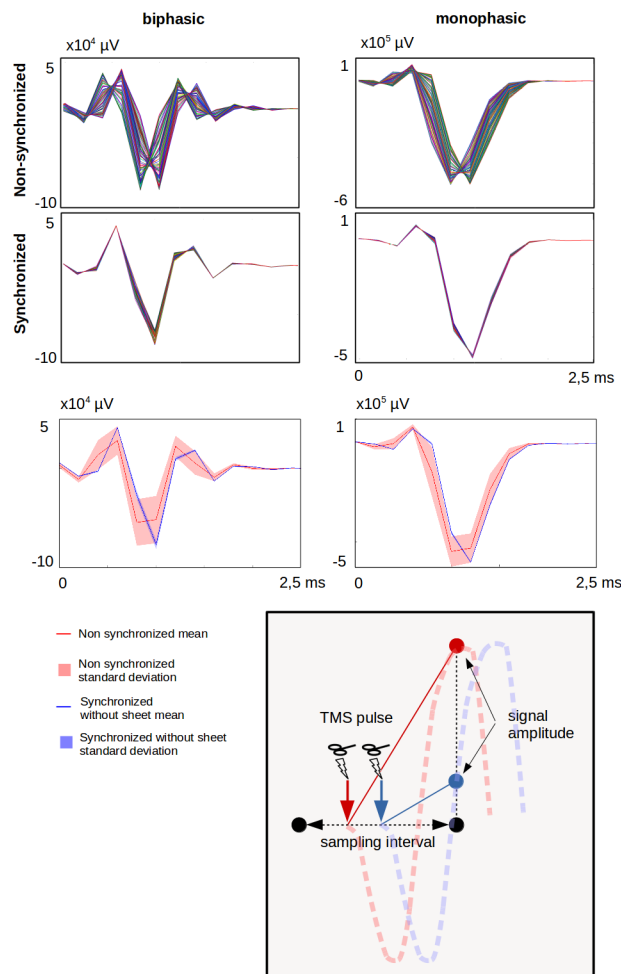 biphasic
monophasic
x10⁴ µV
x10⁵ µV
Non-synchronized
5
-10
1
-6
Synchronized
5
-10
1
-5
0
2,5 ms
x10⁴ µV
x10⁵ µV
5
-10
0
2,5 ms
1
-5
0
2,5 ms
Non synchronized mean
Non synchronized
standard deviation
Synchronized
without sheet mean
Synchronized without sheet
standard deviation
TMS pulse
signal
amplitude
sampling interval